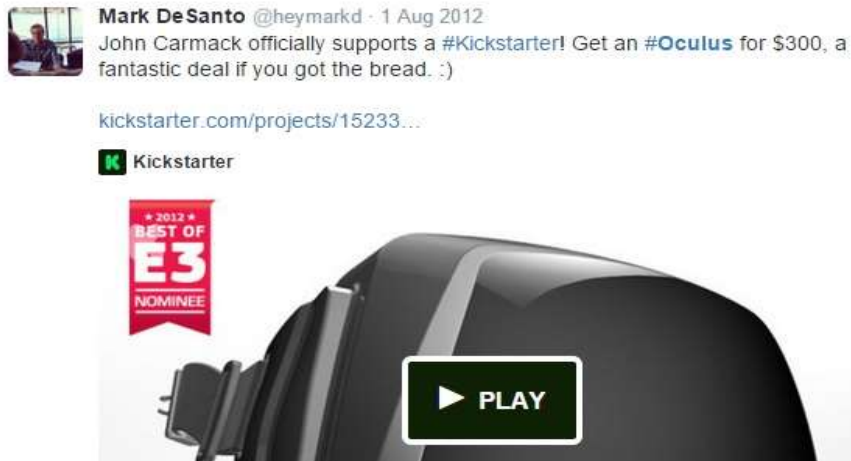 Mark DeSanto @heymarkd · 1 Aug 2012
John Carmack officially supports a #Kickstarter! Get an #Oculus for $300, a
fantastic deal if you got the bread. :)
kickstarter.com/projects/15233…
K Kickstarter
★ 2012 ★
BEST OF
E3
NOMINEE
PLAY